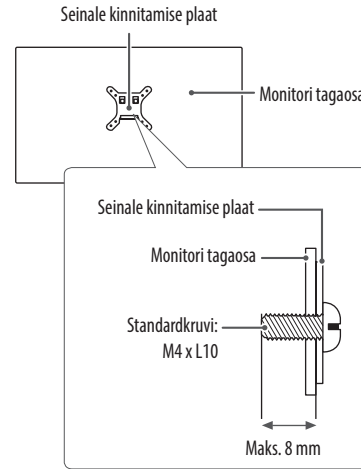 Seinale kinnitamise plaat
Monitori tagaosa
Seinale kinnitamise plaat
Monitori tagaosa
Standardkruvi:
M4 x L10
Maks. 8 mm